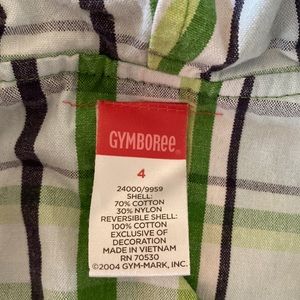 GYMBOREE
4
24000/9959
SHELL:
70% COTTON
30% NYLON
REVERSIBLE SHELL:
100% COTTON
EXCLUSIVE OF
DECORATION
MADE IN VIETNAM
RN 70530
©2004 GYM-MARK, INC.